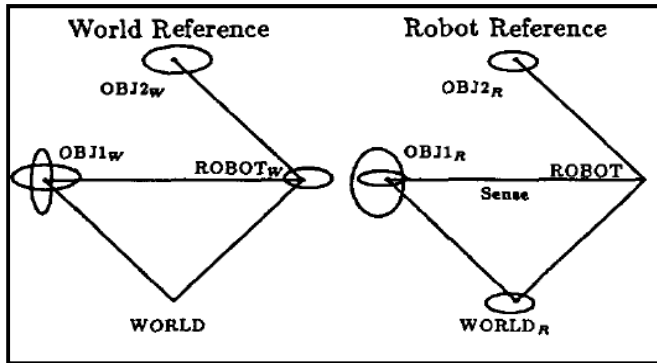 World Reference
OBJ2W
OBJ1W
ROBOTW
WORLD
Robot Reference
OBJ2R
OBJ1R
ROBOT
Sense
WORLDR